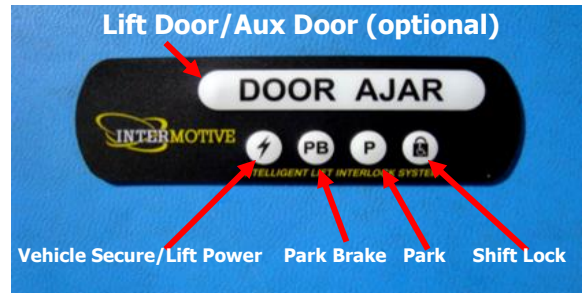 Lift Door/Aux Door (optional)
DOOR AJAR
INTERMOTIVE
PB P
INTELLIGENT LIFT INTERLOCK SYSTEM
Vehicle Secure/Lift Power Park Brake Park Shift Lock